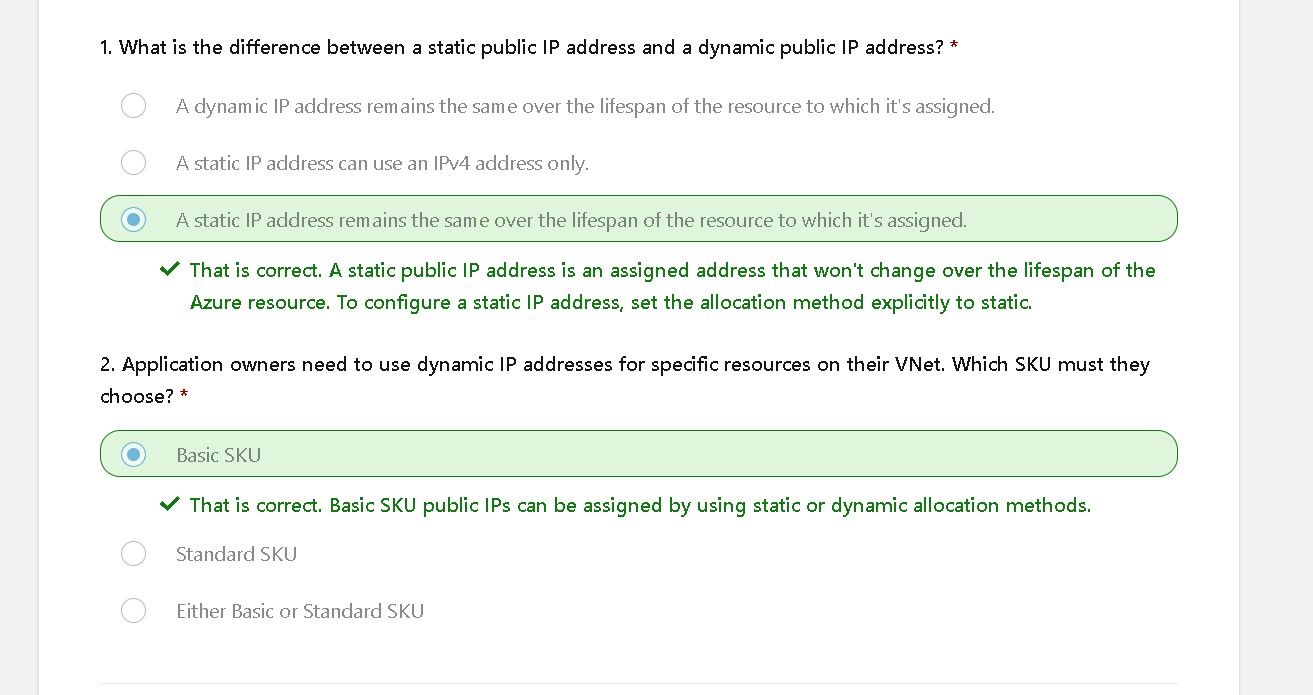 1. What is the difference between a static public IP address and a dynamic public IP address? *
A dynamic IP address remains the same over the lifespan of the resource to which it's assigned.
A static IP address can use an IPv4 address only.
A static IP address remains the same over the lifespan of the resource to which it's assigned.
That is correct. A static public IP address is an assigned address that won't change over the lifespan of the
Azure resource. To configure a static IP address, set the allocation method explicitly to static.
2. Application owners need to use dynamic IP addresses for specific resources on their VNet. Which SKU must they
choose? *
Basic SKU
That is correct. Basic SKU public IPs can be assigned by using static or dynamic allocation methods.
Standard SKU
Either Basic or Standard SKU